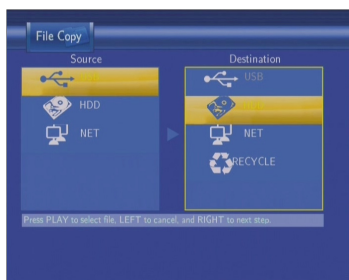 File Copy
Source Destination
USB
HDD
NET NET
RECYCLE
Press PLAY to select file, LEFT to cancel, and RIGHT to next step.